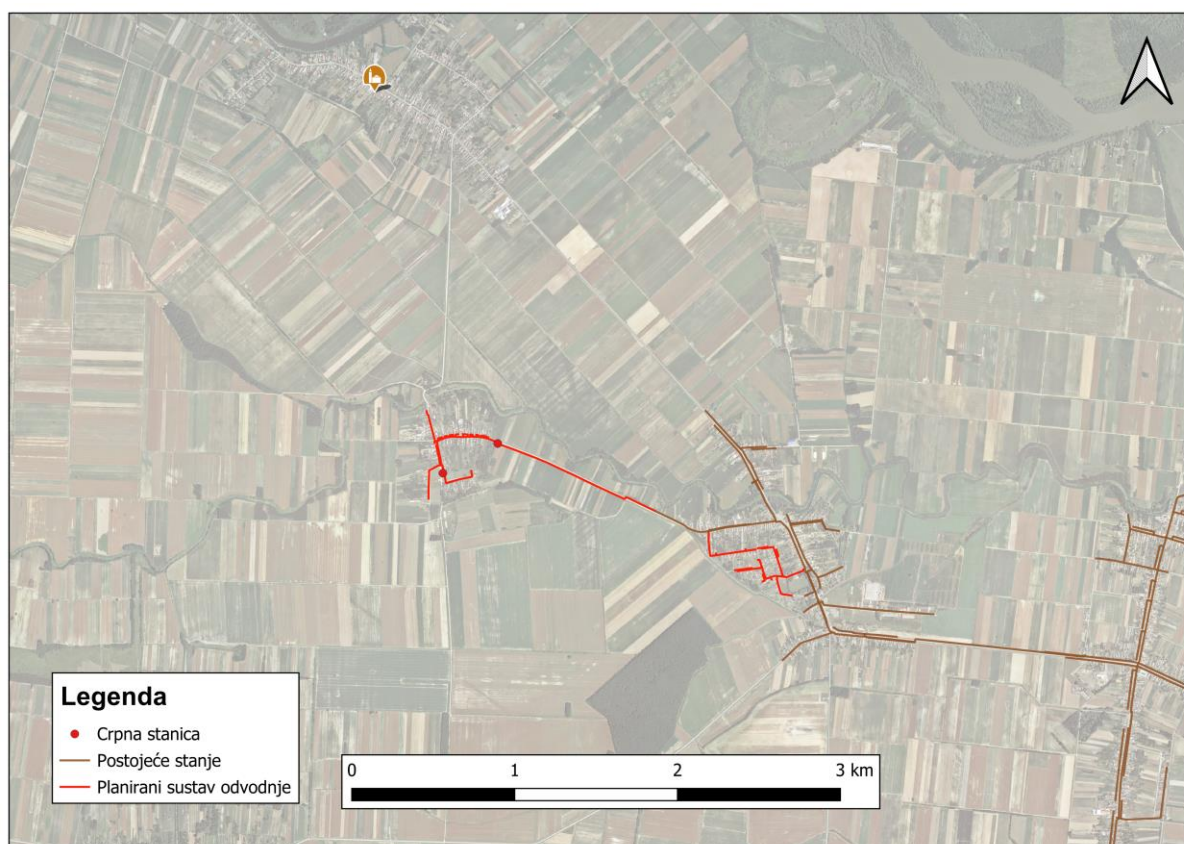 Legenda
Crpna stanica
Postojeće stanje
Planirani sustav odvodnje
0 1 2 3 km